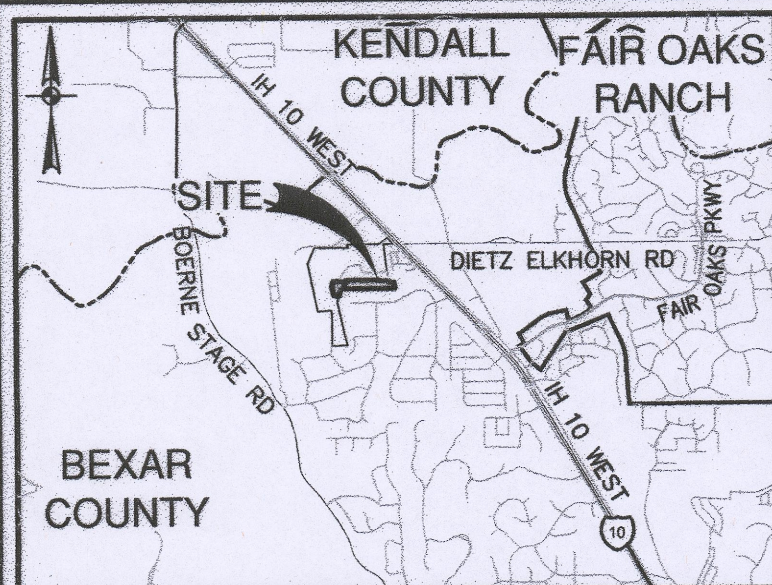 KENDALL
COUNTY
FAIR OAKS
RANCH
IH 10 WEST
SITE
BOERNE STAGE RD
DIETZ ELKHORN RD
FAIR OAKS PKWY
IH 10 WEST
BEXAR
COUNTY
10